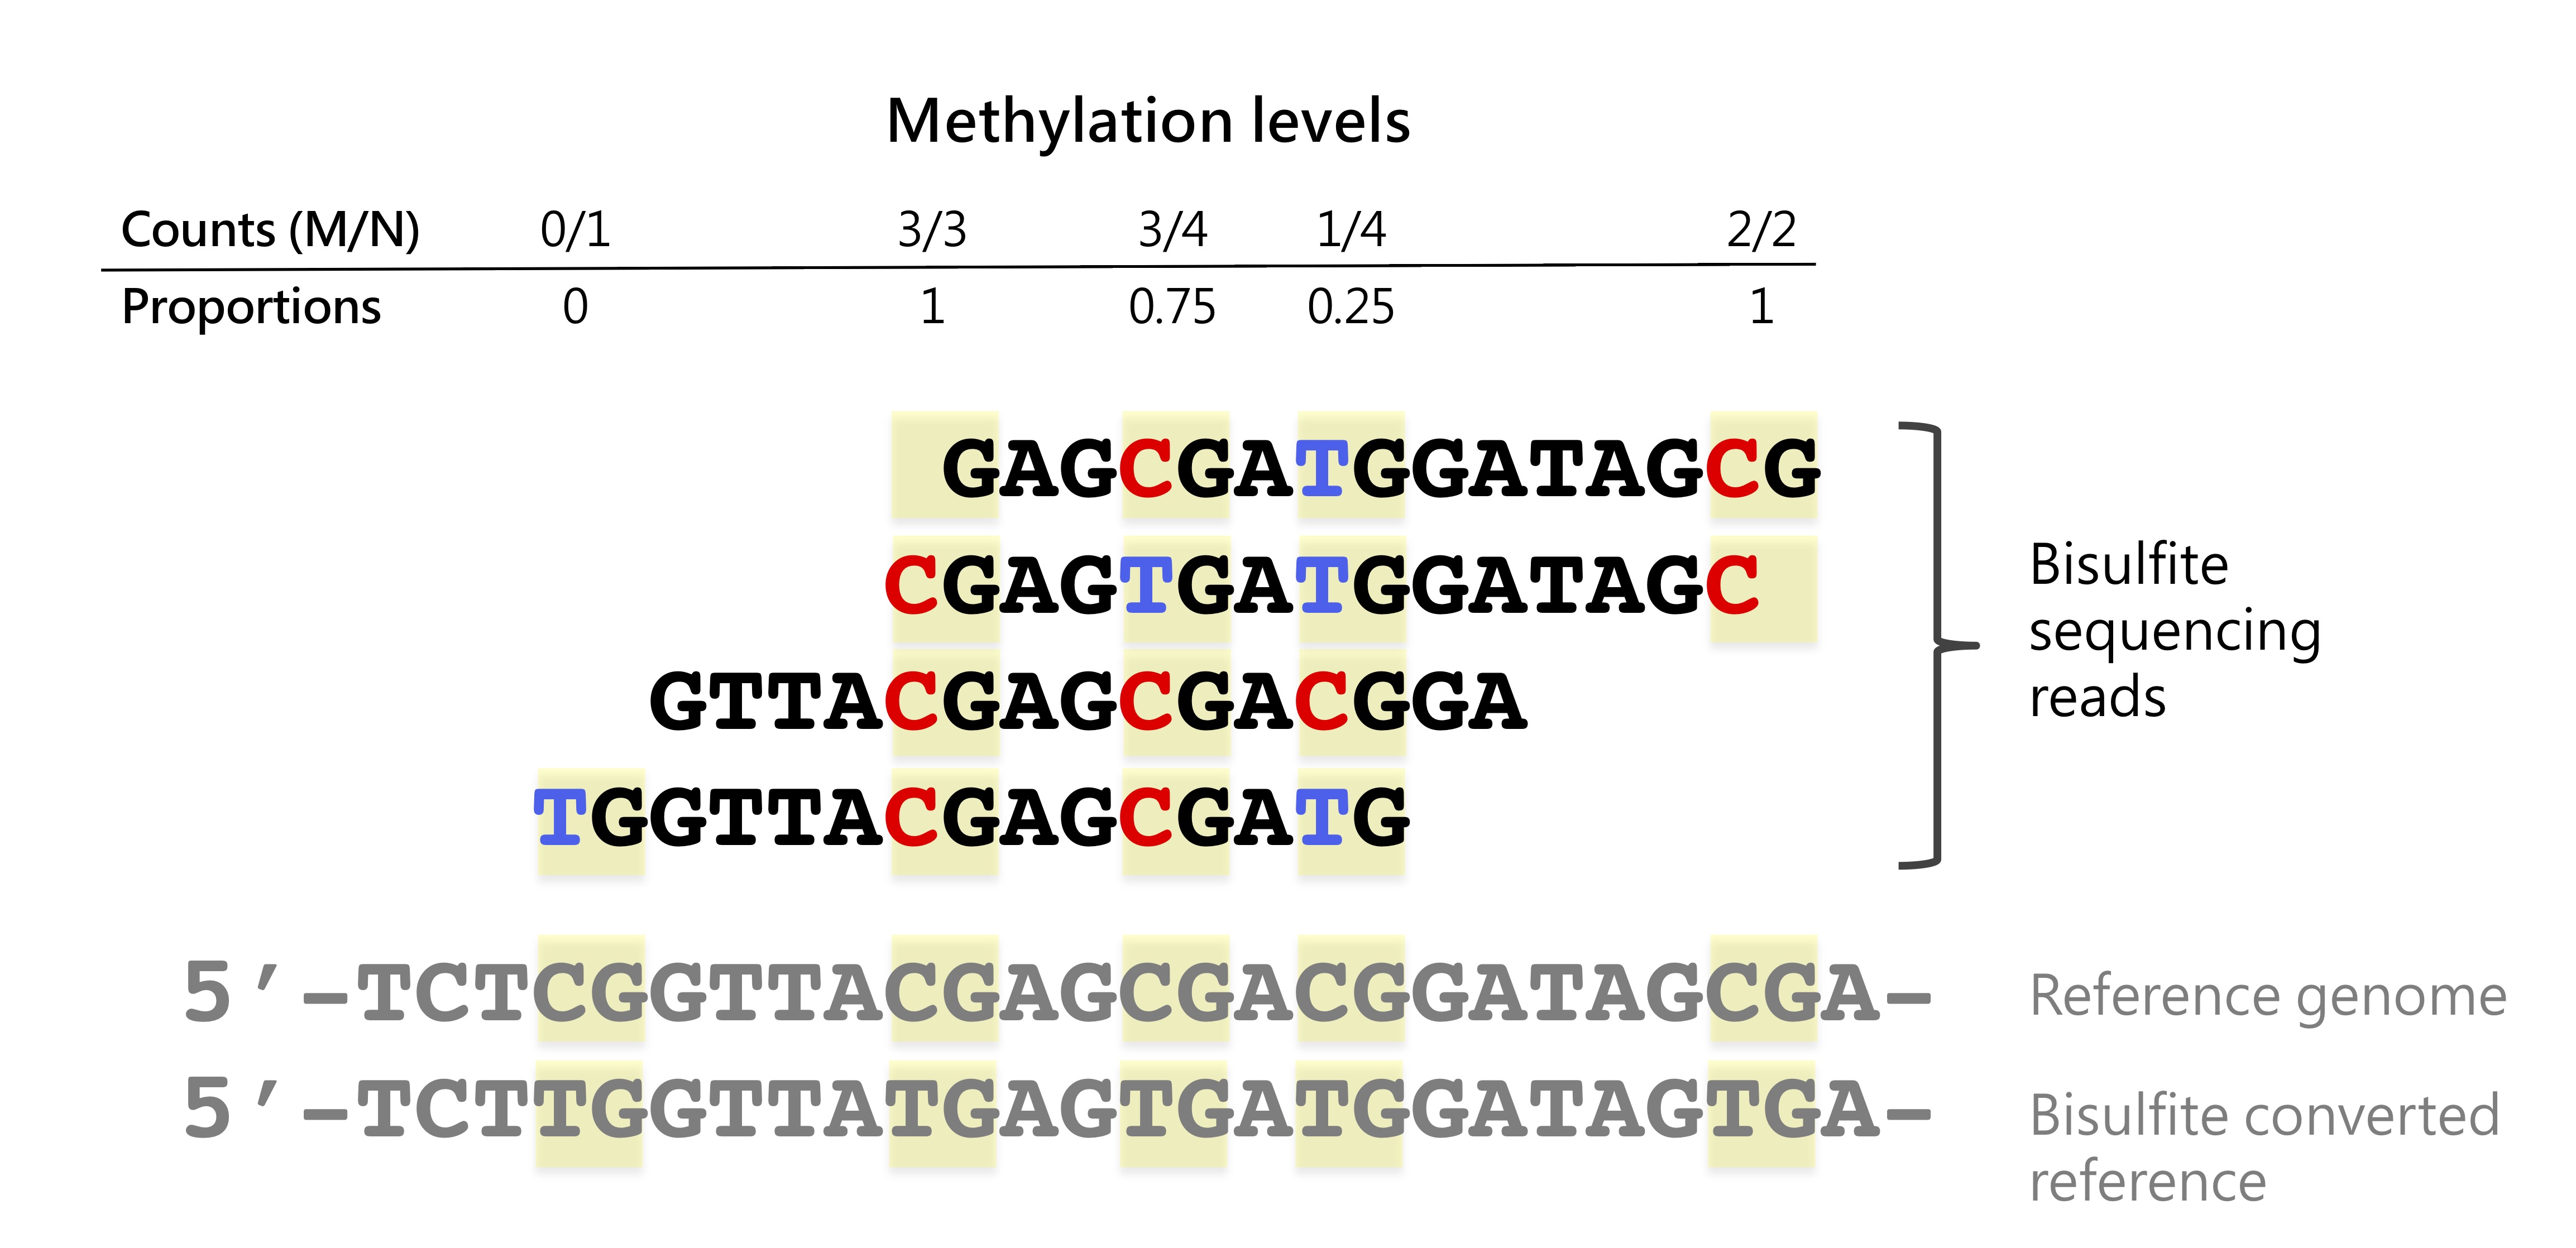 Methylation levels
Counts (M/N) 0/1 3/3 3/4 1/4 2/2
Proportions 0 1 0.75 0.25 1
GAGCGATGGATAGCG
CGAGTGATGGATAGC
GTTACGAGCGACGGA
TGGTTACGAGCGATG
Bisulfite
sequencing
reads
5′-TCTCGGTTACGAGCGACGGATAGCGA- Reference genome
5′-TCTTGGTTATGAGTGATGGATAGTGA- Bisulfite converted
reference